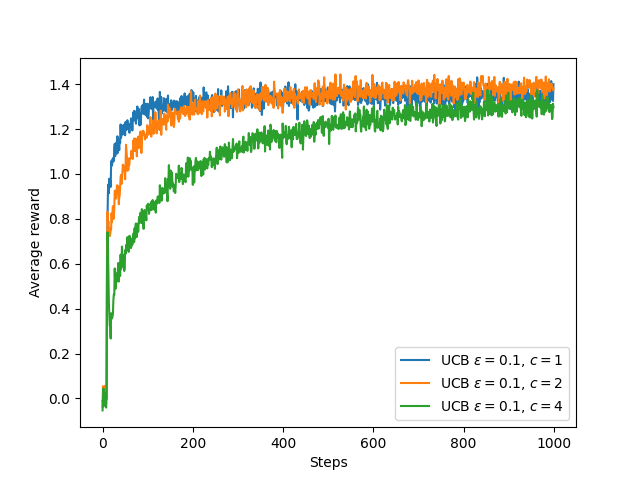 1.4
1.2
1.0
0.8
0.6
0.4
0.2
0.0
Average reward
0
200
400
600
800
1000
Steps
UCB ε = 0.1, c = 1
UCB ε = 0.1, c = 2
UCB ε = 0.1, c = 4